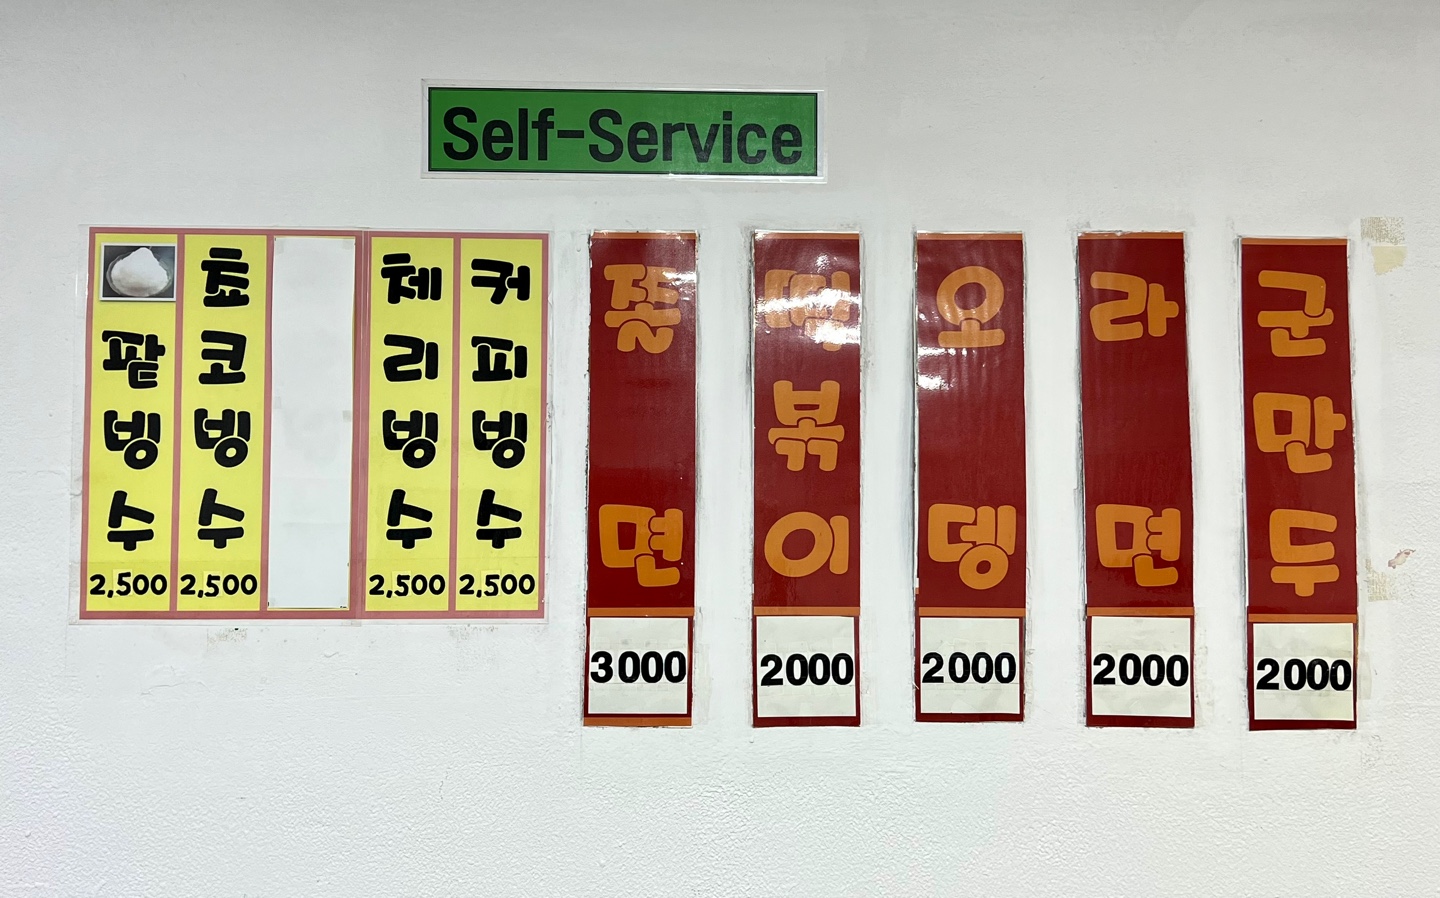 Self-Service
팥빙수
2,500
쵸코빙수
2,500
체리빙수
2,500
커피빙수
2,500
쫄면
3000
떡볶이
2000
오뎅
2000
라면
2000
군만두
2000